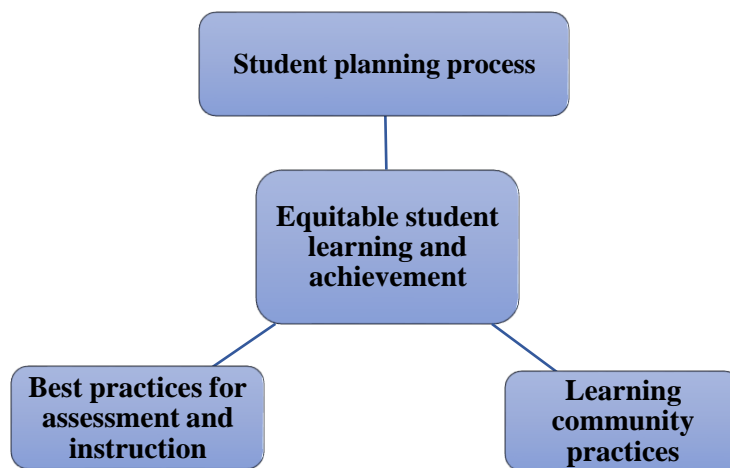 Student planning process
Equitable student
learning and
achievement
Best practices for
assessment and
instruction
Learning
community
practices